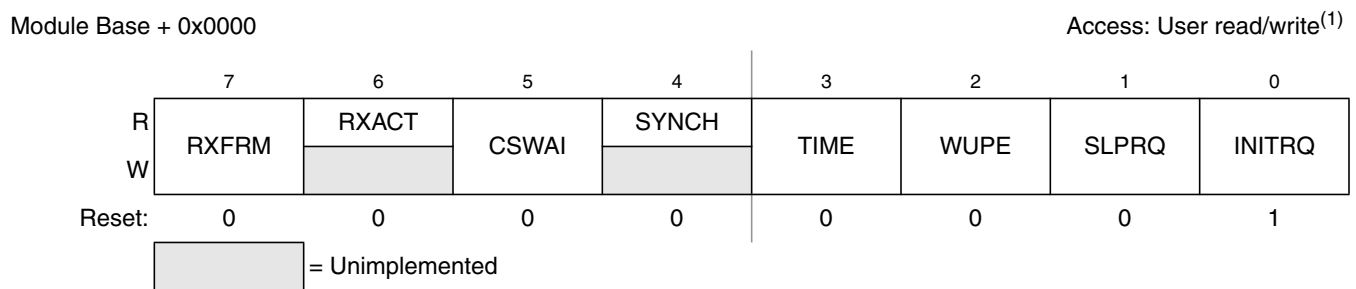 Module Base + 0x0000 Access: User read/write(1)
7 6 5 4 3 2 1 0
R RXFRM RXACT CSWAI SYNCH TIME WUPE SLPRQ INITRQ
W
Reset: 0 0 0 0 0 0 0 1
= Unimplemented